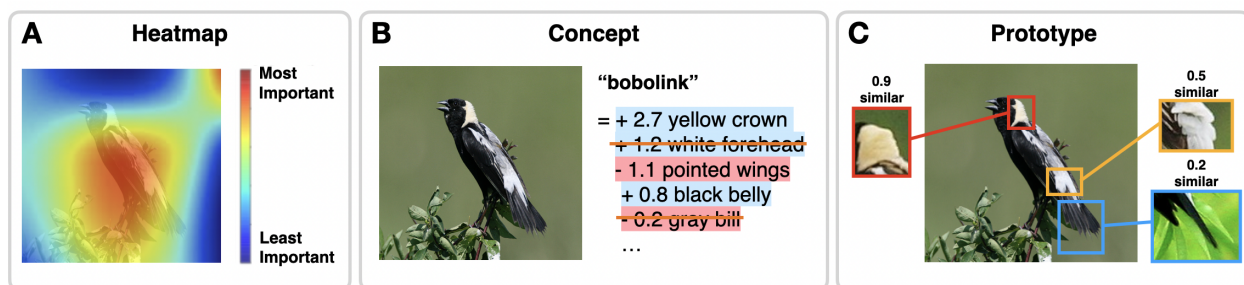 A
Heatmap
Most
Important
Least
Important
B
Concept
“bobolink”
= + 2.7 yellow crown
+ 1.2 white forehead
- 1.1 pointed wings
+ 0.8 black belly
- 0.2 gray bill
...
C
Prototype
0.9
similar
0.5
similar
0.2
similar